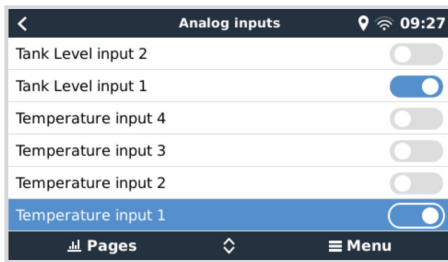 Analog inputs 09:27
Tank Level input 2
Tank Level input 1
Temperature input 4
Temperature input 3
Temperature input 2
Temperature input 1
Pages Menu